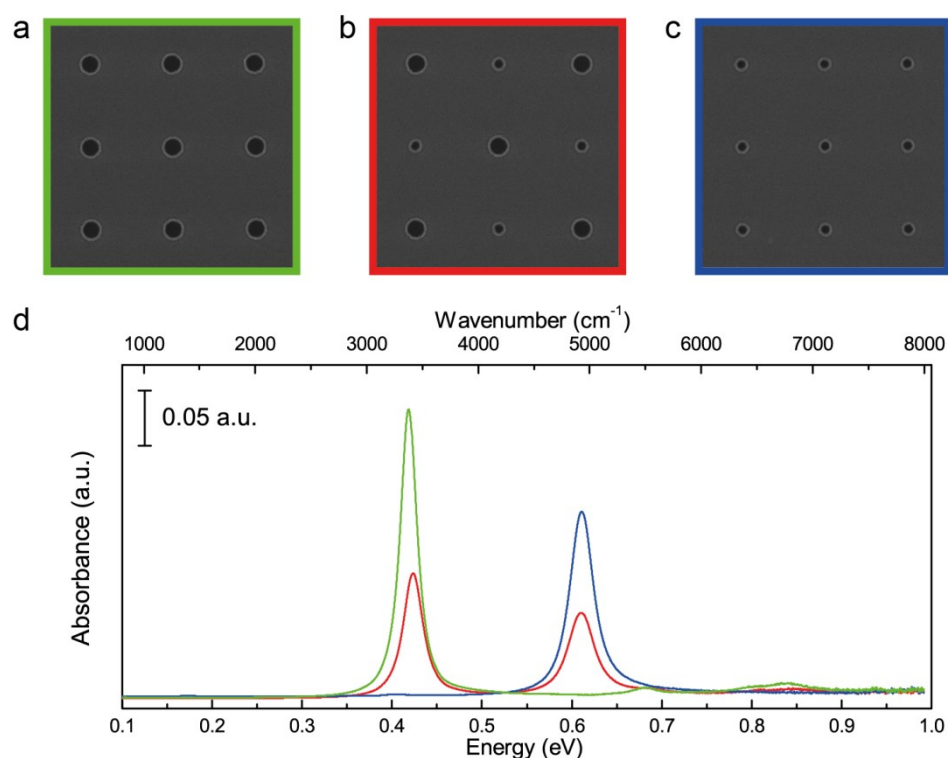 a
b
c
d
Wavenumber (cm⁻¹)
1000 2000 3000 4000 5000 6000 7000 8000
0.05 a.u.
Absorbance (a.u.)
0.1 0.2 0.3 0.4 0.5 0.6 0.7 0.8 0.9 1.0
Energy (eV)